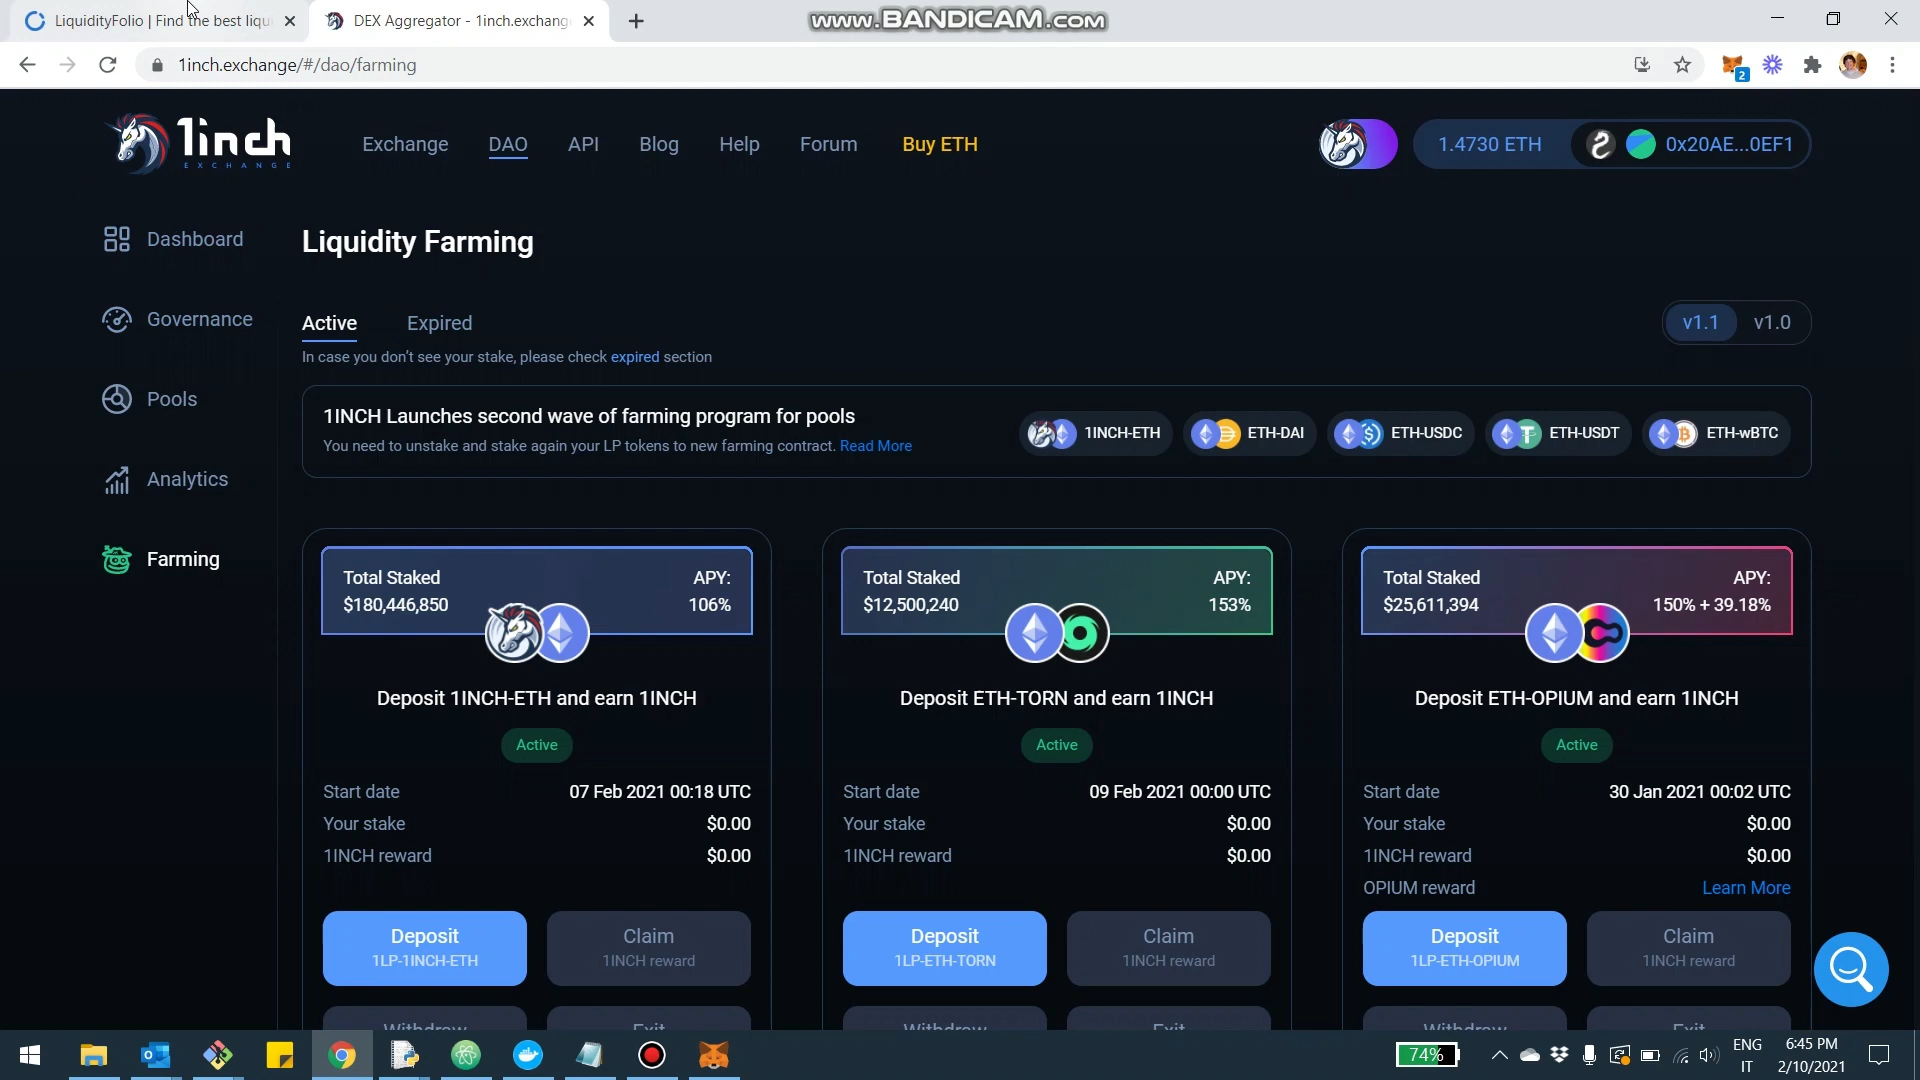 LiquidityFolio | Find the best liqu
DEX Aggregator - 1inch.exchang
www.BANDICAM.com
1inch.exchange/#/dao/farming
2
1inch
EXCHANGE
Exchange
DAO
API
Blog
Help
Forum
Buy ETH
1.4730 ETH
0x20AE...0EF1
Dashboard
Governance
Pools
Analytics
Farming
Liquidity Farming
Active
Expired
In case you don't see your stake, please check expired section
v1.1
v1.0
1INCH Launches second wave of farming program for pools
You need to unstake and stake again your LP tokens to new farming contract. Read More
1INCH-ETH
ETH-DAI
ETH-USDC
ETH-USDT
ETH-wBTC
Total Staked
APY:
$180,446,850
106%
Deposit 1INCH-ETH and earn 1INCH
Active
Start date
07 Feb 2021 00:18 UTC
Your stake
$0.00
1INCH reward
$0.00
Deposit
1LP-1INCH-ETH
Claim
1INCH reward
Withdraw
Exit
Total Staked
APY:
$12,500,240
153%
Deposit ETH-TORN and earn 1INCH
Active
Start date
09 Feb 2021 00:00 UTC
Your stake
$0.00
1INCH reward
$0.00
Deposit
1LP-ETH-TORN
Claim
1INCH reward
Withdraw
Exit
Total Staked
APY:
$25,611,394
150% + 39.18%
Deposit ETH-OPIUM and earn 1INCH
Active
Start date
30 Jan 2021 00:02 UTC
Your stake
$0.00
1INCH reward
$0.00
OPIUM reward
Learn More
Deposit
1LP-ETH-OPIUM
Claim
1INCH reward
Withdraw
Exit
74%
ENG
IT
6:45 PM
2/10/2021